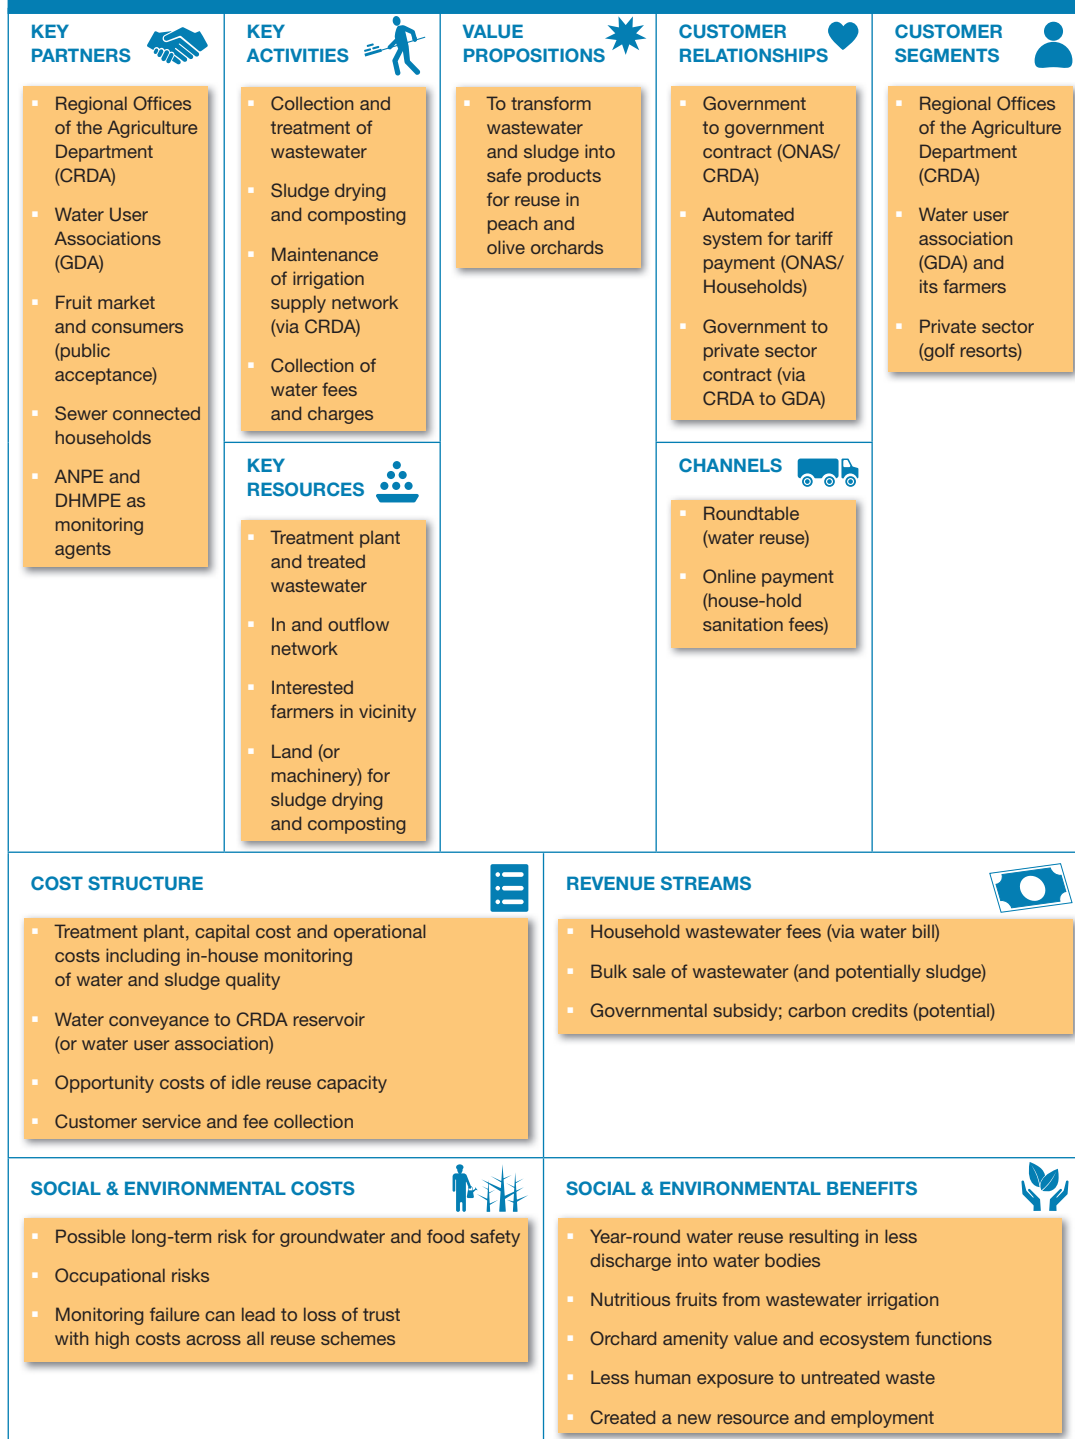 KEY
PARTNERS
▪ Regional Offices
of the Agriculture
Department
(CRDA)
▪ Water User
Associations
(GDA)
▪ Fruit market
and consumers
(public
acceptance)
▪ Sewer connected
households
▪ ANPE and
DHMPE as
monitoring
agents
KEY
ACTIVITIES
▪ Collection and
treatment of
wastewater
▪ Sludge drying
and composting
▪ Maintenance
of irrigation
supply network
(via CRDA)
▪ Collection of
water fees
and charges
KEY
RESOURCES
▪ Treatment plant
and treated
wastewater
▪ In and outflow
network
▪ Interested
farmers in vicinity
▪ Land (or
machinery) for
sludge drying
and composting
VALUE
PROPOSITIONS
▪ To transform
wastewater
and sludge into
safe products
for reuse in
peach and
olive orchards
CUSTOMER
RELATIONSHIPS
▪ Government
to government
contract (ONAS/
CRDA)
▪ Automated
system for tariff
payment (ONAS/
Households)
▪ Government to
private sector
contract (via
CRDA to GDA)
CHANNELS
▪ Roundtable
(water reuse)
▪ Online payment
(house-hold
sanitation fees)
CUSTOMER
SEGMENTS
▪ Regional Offices
of the Agriculture
Department
(CRDA)
▪ Water user
association
(GDA) and
its farmers
▪ Private sector
(golf resorts)
COST STRUCTURE
▪ Treatment plant, capital cost and operational
costs including in-house monitoring
of water and sludge quality
▪ Water conveyance to CRDA reservoir
(or water user association)
▪ Opportunity costs of idle reuse capacity
▪ Customer service and fee collection
REVENUE STREAMS
▪ Household wastewater fees (via water bill)
▪ Bulk sale of wastewater (and potentially sludge)
▪ Governmental subsidy; carbon credits (potential)
SOCIAL & ENVIRONMENTAL COSTS
▪ Possible long-term risk for groundwater and food safety
▪ Occupational risks
▪ Monitoring failure can lead to loss of trust
with high costs across all reuse schemes
SOCIAL & ENVIRONMENTAL BENEFITS
▪ Year-round water reuse resulting in less
discharge into water bodies
▪ Nutritious fruits from wastewater irrigation
▪ Orchard amenity value and ecosystem functions
▪ Less human exposure to untreated waste
▪ Created a new resource and employment